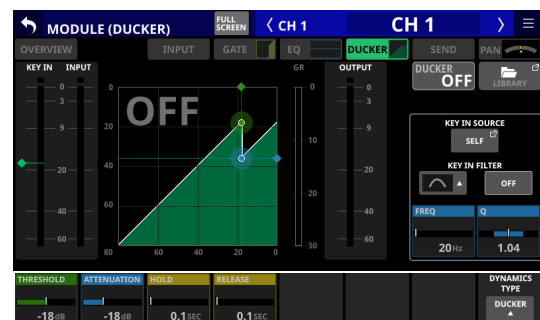 MODULE (DUCKER)
FULL
SCREEN
CH 1
CH 1
OVERVIEW
INPUT
GATE
EQ
DUCKER
SEND
PAN
KEY IN
INPUT
GR
OUTPUT
DUCKER
OFF
LIBRARY
0
3
9
20
40
60
OFF
0
20
40
60
80
60
40
20
0
0
10
20
30
0
3
9
20
40
60
KEY IN SOURCE
SELF
KEY IN FILTER
OFF
FREQ
Q
20Hz
1.04
THRESHOLD
ATTENUATION
HOLD
RELEASE
DYNAMICS
TYPE
-18dB
-18dB
0.1SEC
0.1SEC
DUCKER